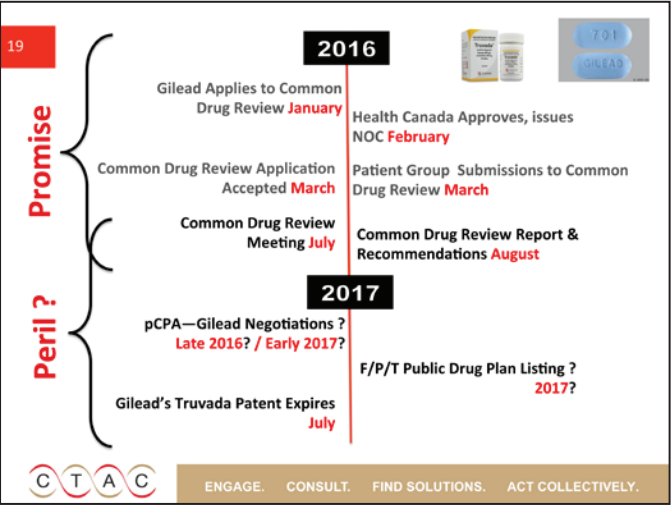 19
2016
Truvada
701
GILEAD
Promise
Gilead Applies to Common
Drug Review January
Health Canada Approves, issues
NOC February
Common Drug Review Application
Accepted March
Patient Group Submissions to Common
Drug Review March
Common Drug Review
Meeting July
Common Drug Review Report &
Recommendations August
2017
Peril ?
pCPA—Gilead Negotiations ?
Late 2016? / Early 2017?
F/P/T Public Drug Plan Listing ?
2017?
Gilead's Truvada Patent Expires
July
C T A C
ENGAGE. CONSULT. FIND SOLUTIONS. ACT COLLECTIVELY.